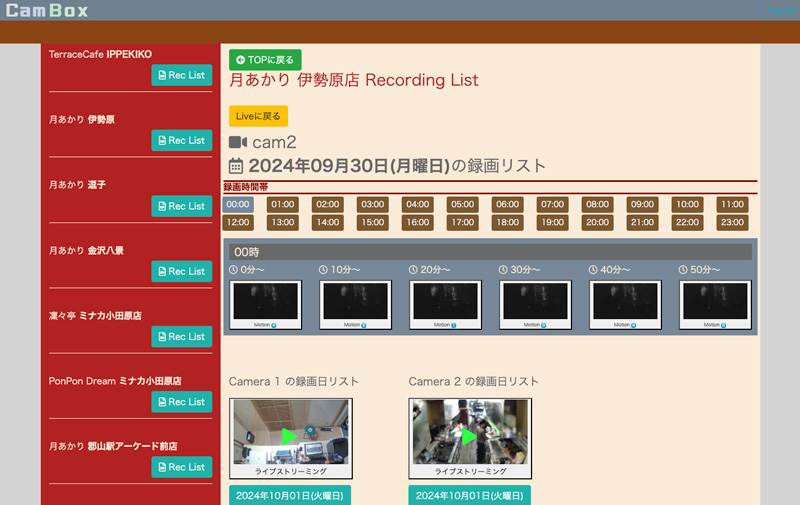 CamBox
TerraceCafe IPPEKIKO
Rec List
月あかり 伊勢原
Rec List
月あかり 逗子
Rec List
月あかり 金沢八景
Rec List
凜々亭 ミナカ小田原店
Rec List
PonPon Dream ミナカ小田原店
Rec List
月あかり 郡山駅アーケード前店
Rec List
TOPに戻る
月あかり 伊勢原店 Recording List
Liveに戻る
cam2
2024年09月30日(月曜日)の録画リスト
録画時間帯
00:00 01:00 02:00 03:00 04:00 05:00 06:00 07:00 08:00 09:00 10:00 11:00
12:00 13:00 14:00 15:00 16:00 17:00 18:00 19:00 20:00 21:00 22:00 23:00
00時
0分〜 10分〜 20分〜 30分〜 40分〜 50分〜
Motion Motion Motion Motion Motion Motion
Camera 1 の録画日リスト
ライブストリーミング
2024年10月01日(火曜日)
Camera 2 の録画日リスト
ライブストリーミング
2024年10月01日(火曜日)